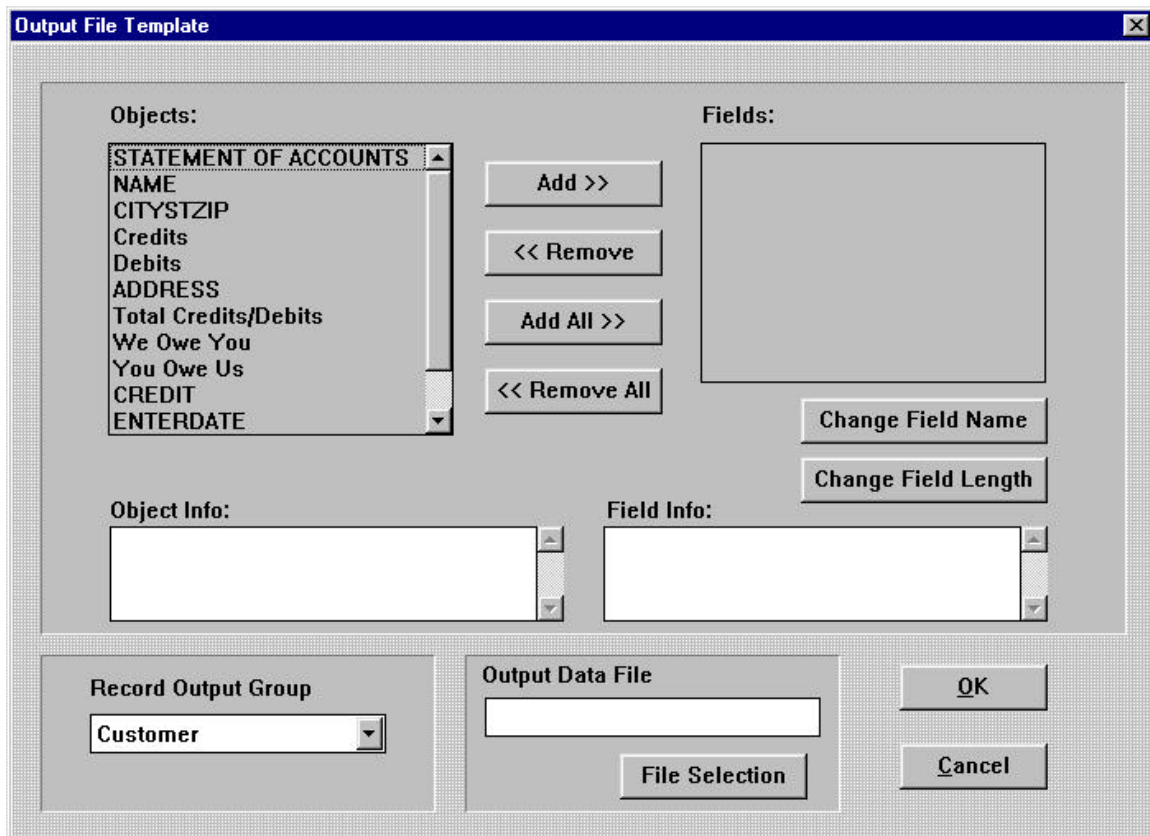 Output File Template
Objects:
Fields:
STATEMENT OF ACCOUNTS
NAME
CITYSTZIP
Credits
Debits
ADDRESS
Total Credits/Debits
We Owe You
You Owe Us
CREDIT
ENTERDATE
Add >>
<< Remove
Add All >>
<< Remove All
Change Field Name
Change Field Length
Object Info:
Field Info:
Record Output Group
Customer
Output Data File
File Selection
OK
Cancel